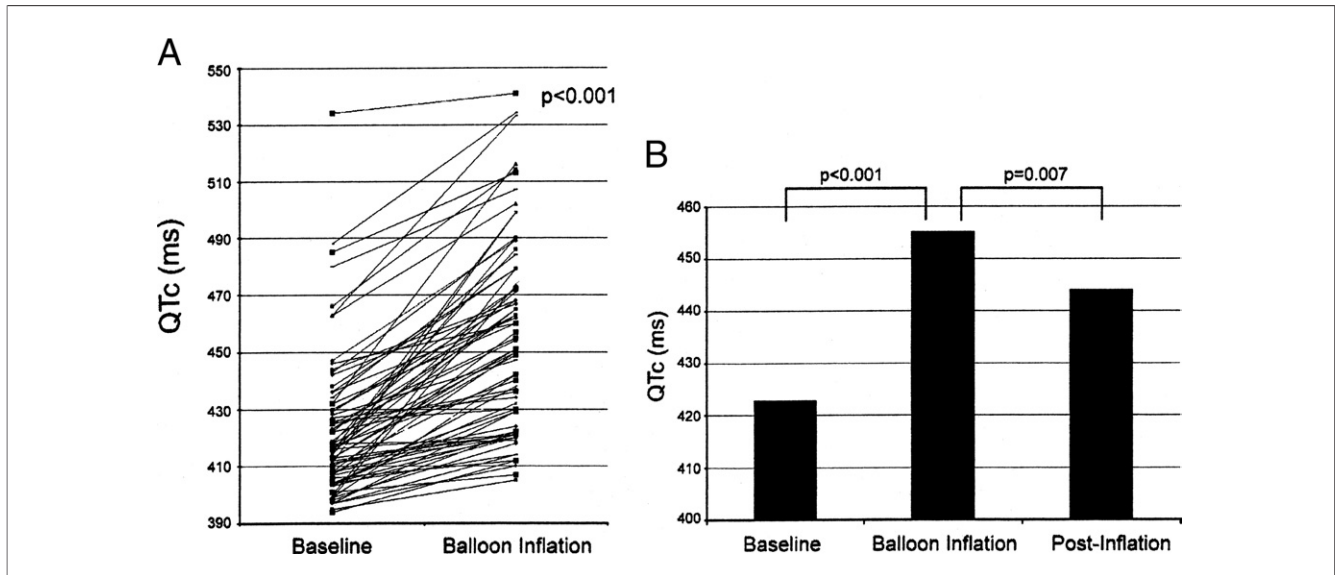 A
550
530
510
490
470
450
430
410
390
QTc (ms)
p<0.001
Baseline Balloon Inflation
B
p<0.001 p=0.007
460
450
440
430
420
410
400
QTc (ms)
Baseline Balloon Inflation Post-Inflation